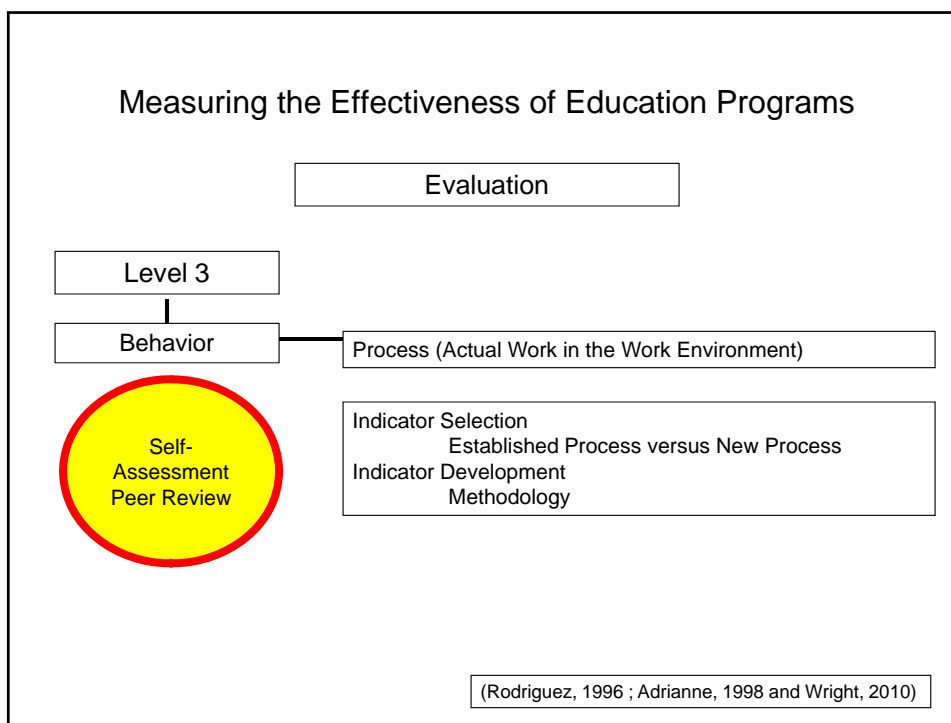 Measuring the Effectiveness of Education Programs
Evaluation
Level 3
Behavior
Process (Actual Work in the Work Environment)
Self-
Assessment
Peer Review
Indicator Selection
Established Process versus New Process
Indicator Development
Methodology
(Rodriguez, 1996 ; Adrianne, 1998 and Wright, 2010)